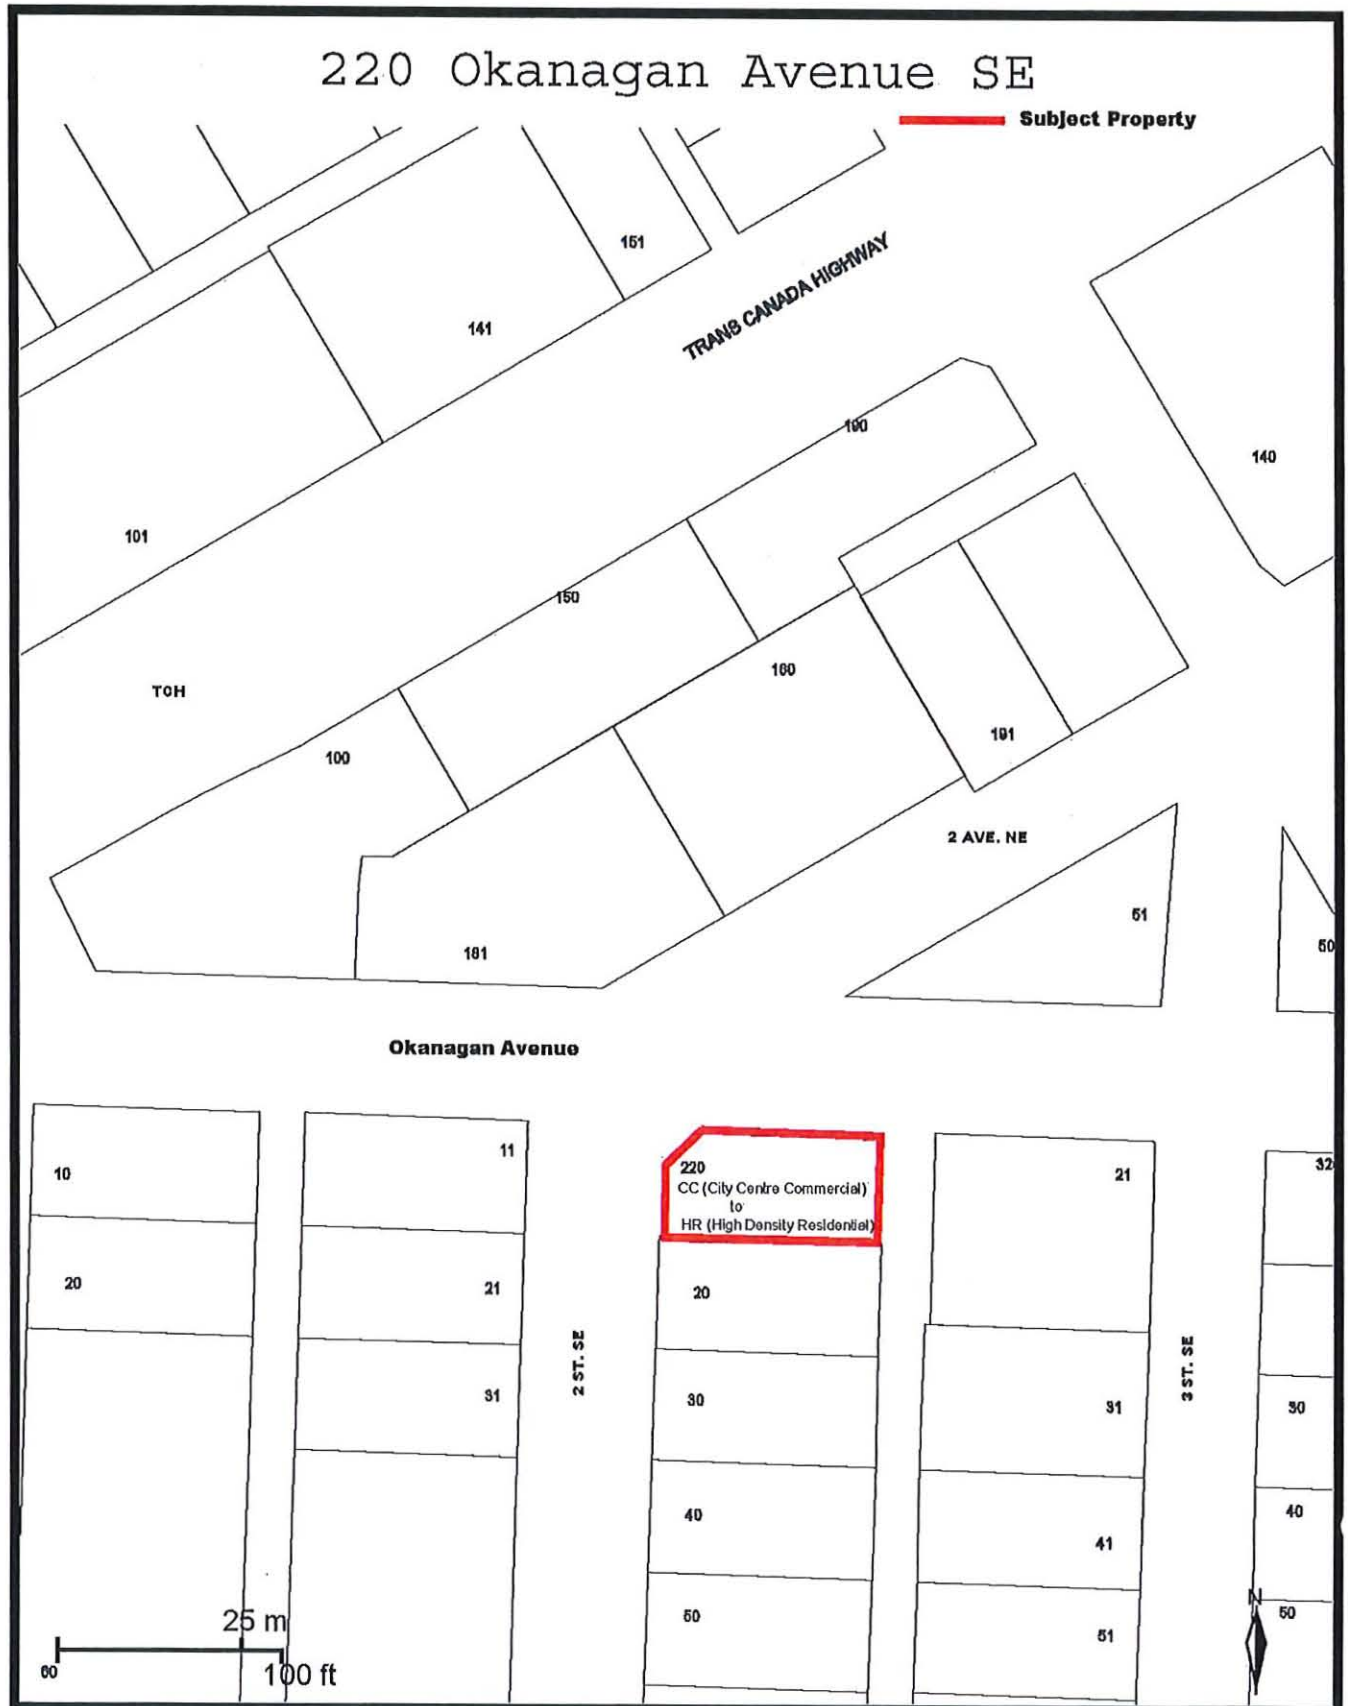 220 Okanagan Avenue SE
Subject Property
151
TRANS CANADA HIGHWAY
141
190
140
101
150
160
TCH
191
100
2 AVE. NE
51
50
181
Okanagan Avenue
11
220
32
10
21
CC (City Centre Commercial)
to
HR (High Density Residential)
20
21
20
2 ST. SE
3 ST. SE
31
30
31
30
40
40
41
N
50
50
51
25 m
60
100 ft